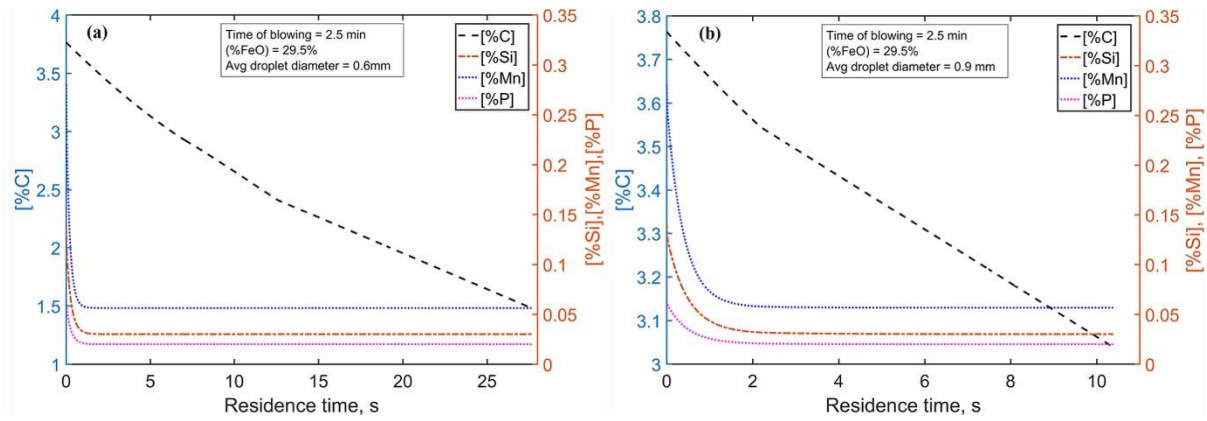 (a)
Time of blowing = 2.5 min
(%FeO) = 29.5%
Avg droplet diameter = 0.6mm
[%C]
[%Si]
[%Mn]
[%P]
4
3.5
3
2.5
2
1.5
1
[%C]
0.35
0.3
0.25
0.2
0.15
0.1
0.05
0
[%Si],[%Mn],[%P]
0 5 10 15 20 25
Residence time, s
(b)
Time of blowing = 2.5 min
(%FeO) = 29.5%
Avg droplet diameter = 0.9 mm
[%C]
[%Si]
[%Mn]
[%P]
3.8
3.7
3.6
3.5
3.4
3.3
3.2
3.1
3
[%C]
0.35
0.3
0.25
0.2
0.15
0.1
0.05
0
[%Si], [%Mn], [%P]
0 2 4 6 8 10
Residence time, s